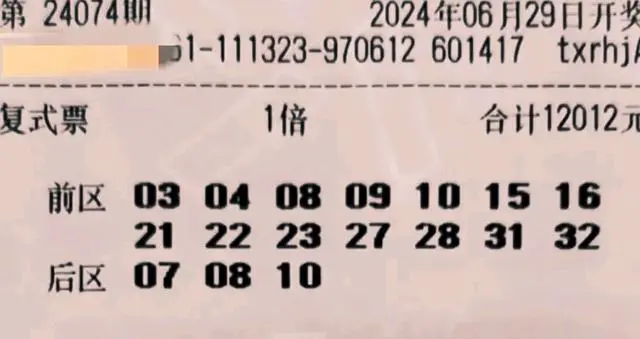 第 24074期 2024年06月29日开奖
1-111323-970612 601417 txrhj
复式票 1倍 合计12012元
前区 03 04 08 09 10 15 16
21 22 23 27 28 31 32
后区 07 08 10